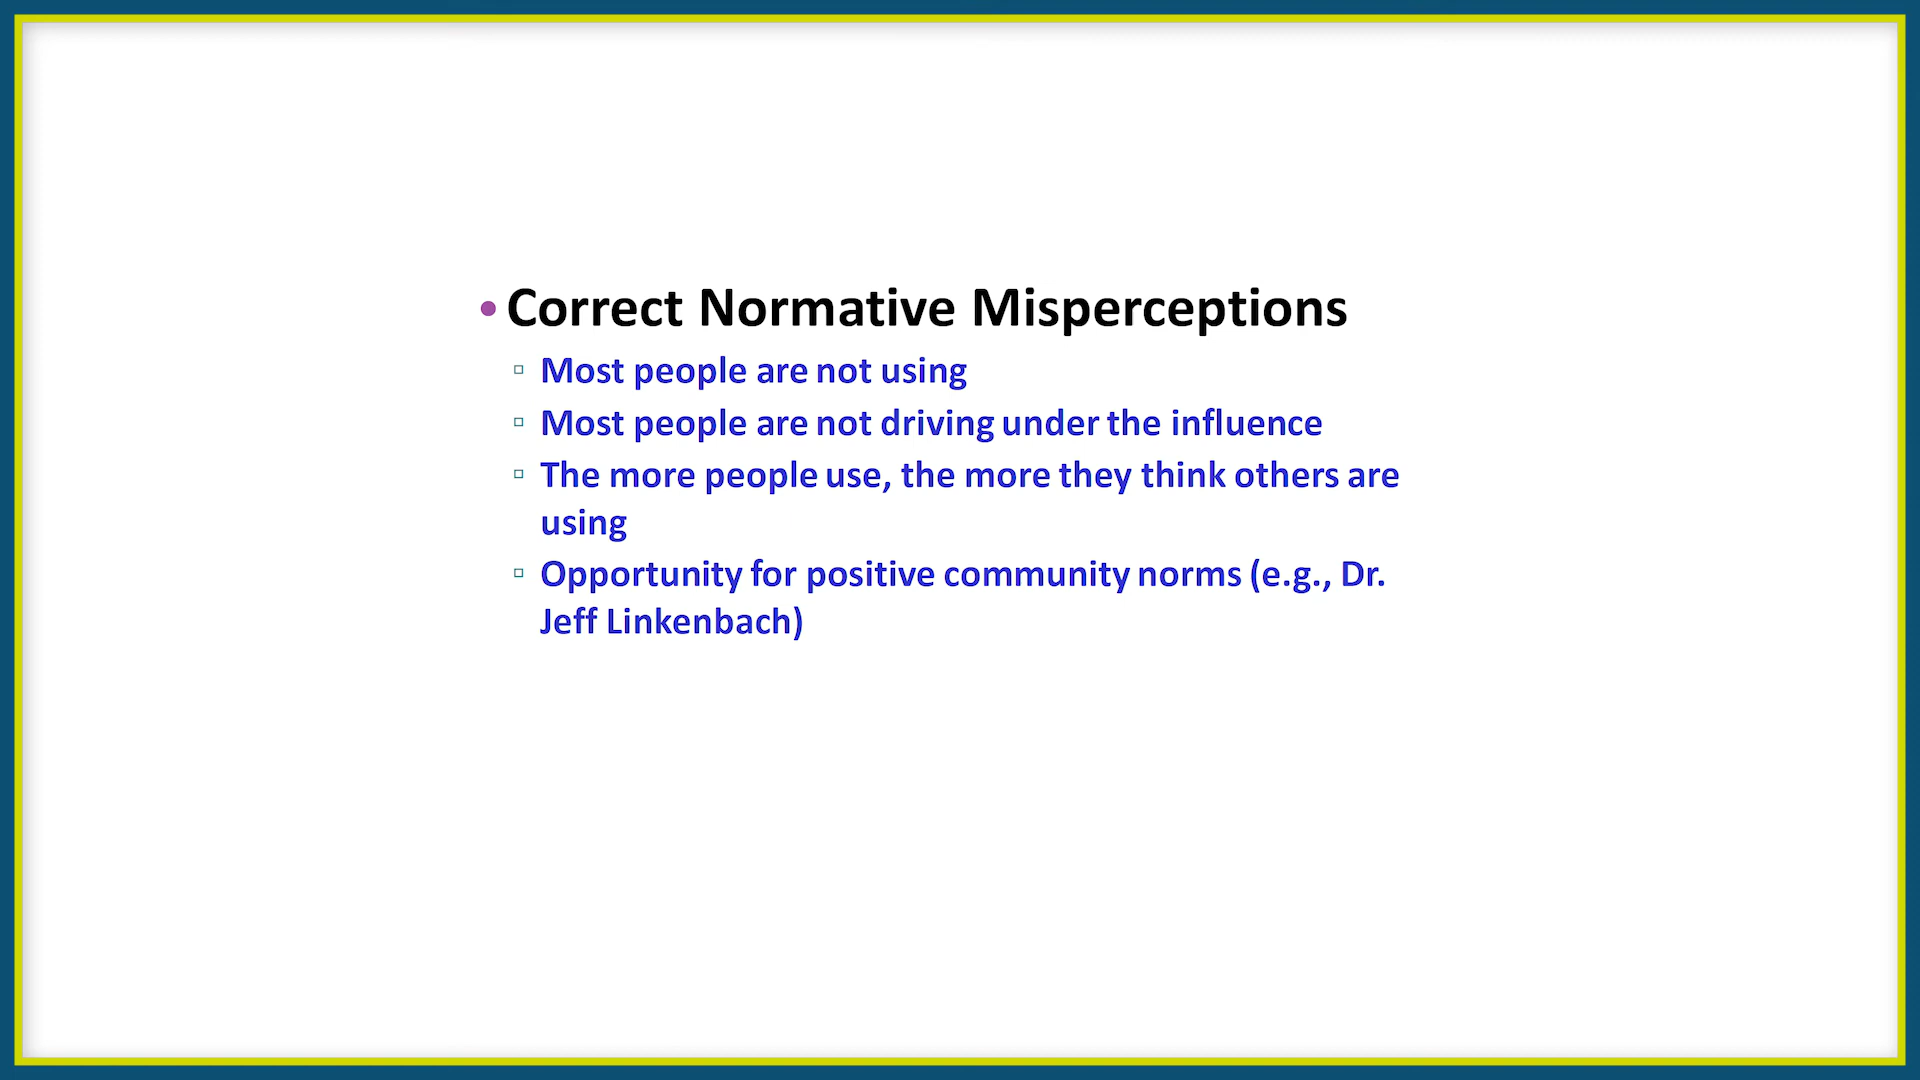 • Correct Normative Misperceptions
▫ Most people are not using
▫ Most people are not driving under the influence
▫ The more people use, the more they think others are
using
▫ Opportunity for positive community norms (e.g., Dr.
Jeff Linkenbach)